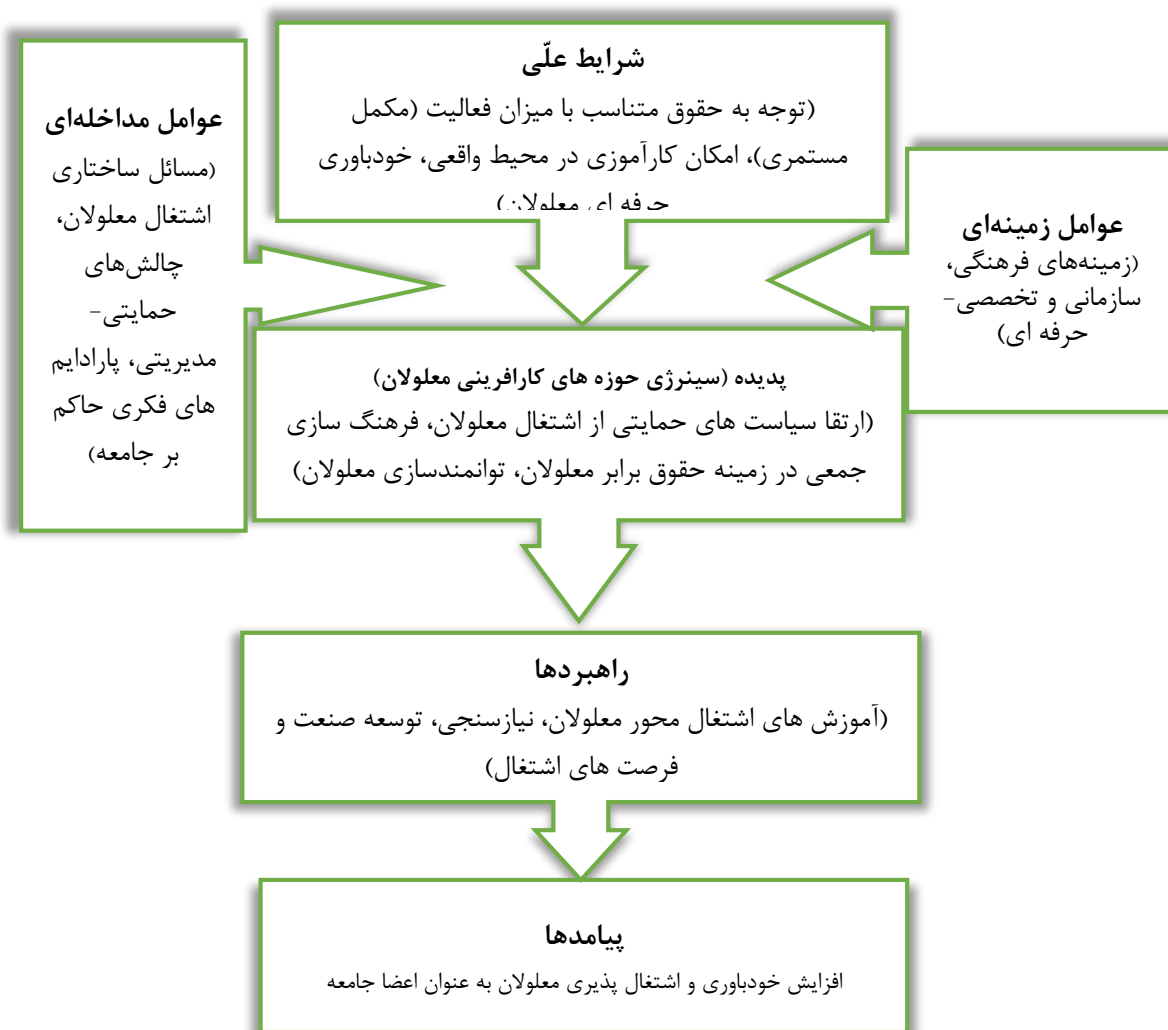 شرایط علّی
(توجه به حقوق متناسب با میزان فعالیت (مکمل
مستمری)، امکان کارآموزی در محیط واقعی، خودباوری
حرفه ای معلولان)
عوامل مداخله‌ای
(مسائل ساختاری
اشتغال معلولان،
چالش‌های
حمایتی-
مدیریتی، پارادایم
های فکری حاکم
بر جامعه)
عوامل زمینه‌ای
(زمینه‌های فرهنگی،
سازمانی و تخصصی-
حرفه ای)
پدیده (سینرژی حوزه های کارافرینی معلولان)
(ارتقا سیاست های حمایتی از اشتغال معلولان، فرهنگ سازی
جمعی در زمینه حقوق برابر معلولان، توانمندسازی معلولان)
راهبردها
(آموزش های اشتغال محور معلولان، نیازسنجی، توسعه صنعت و
فرصت های اشتغال)
پیامدها
افزایش خودباوری و اشتغال پذیری معلولان به عنوان اعضا جامعه